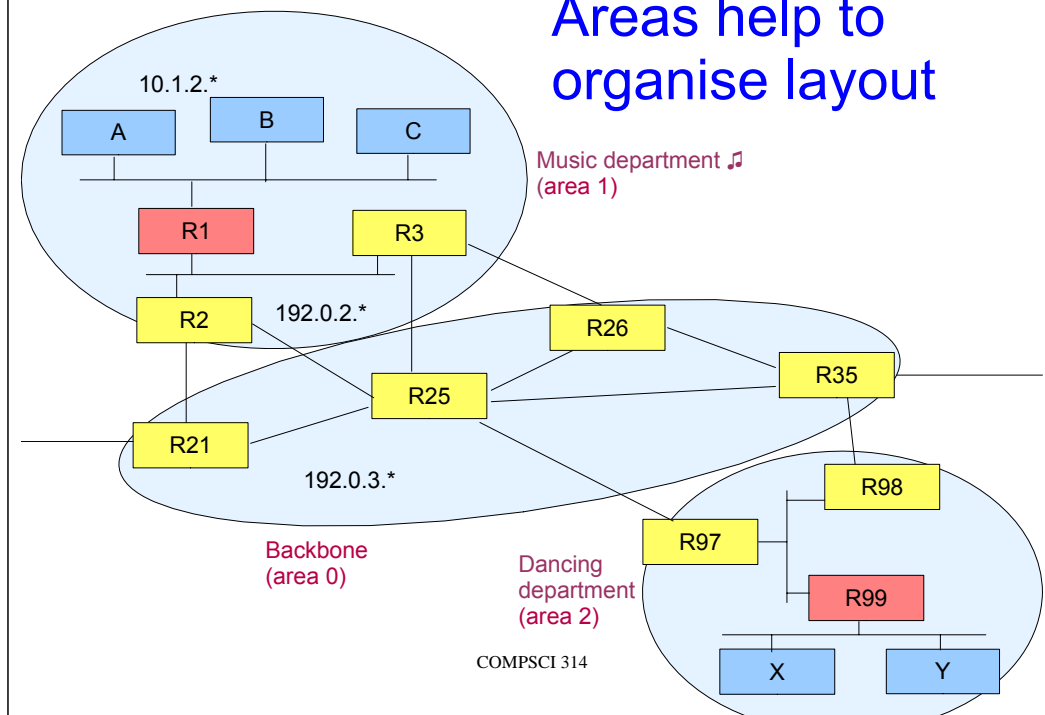 Areas help to
organise layout
10.1.2.*
A
B
C
Music department ♫
(area 1)
R1
R3
R2
192.0.2.*
R26
R35
R25
R21
192.0.3.*
R98
R97
Backbone
(area 0)
Dancing
department
(area 2)
R99
X
Y
COMPSCI 314